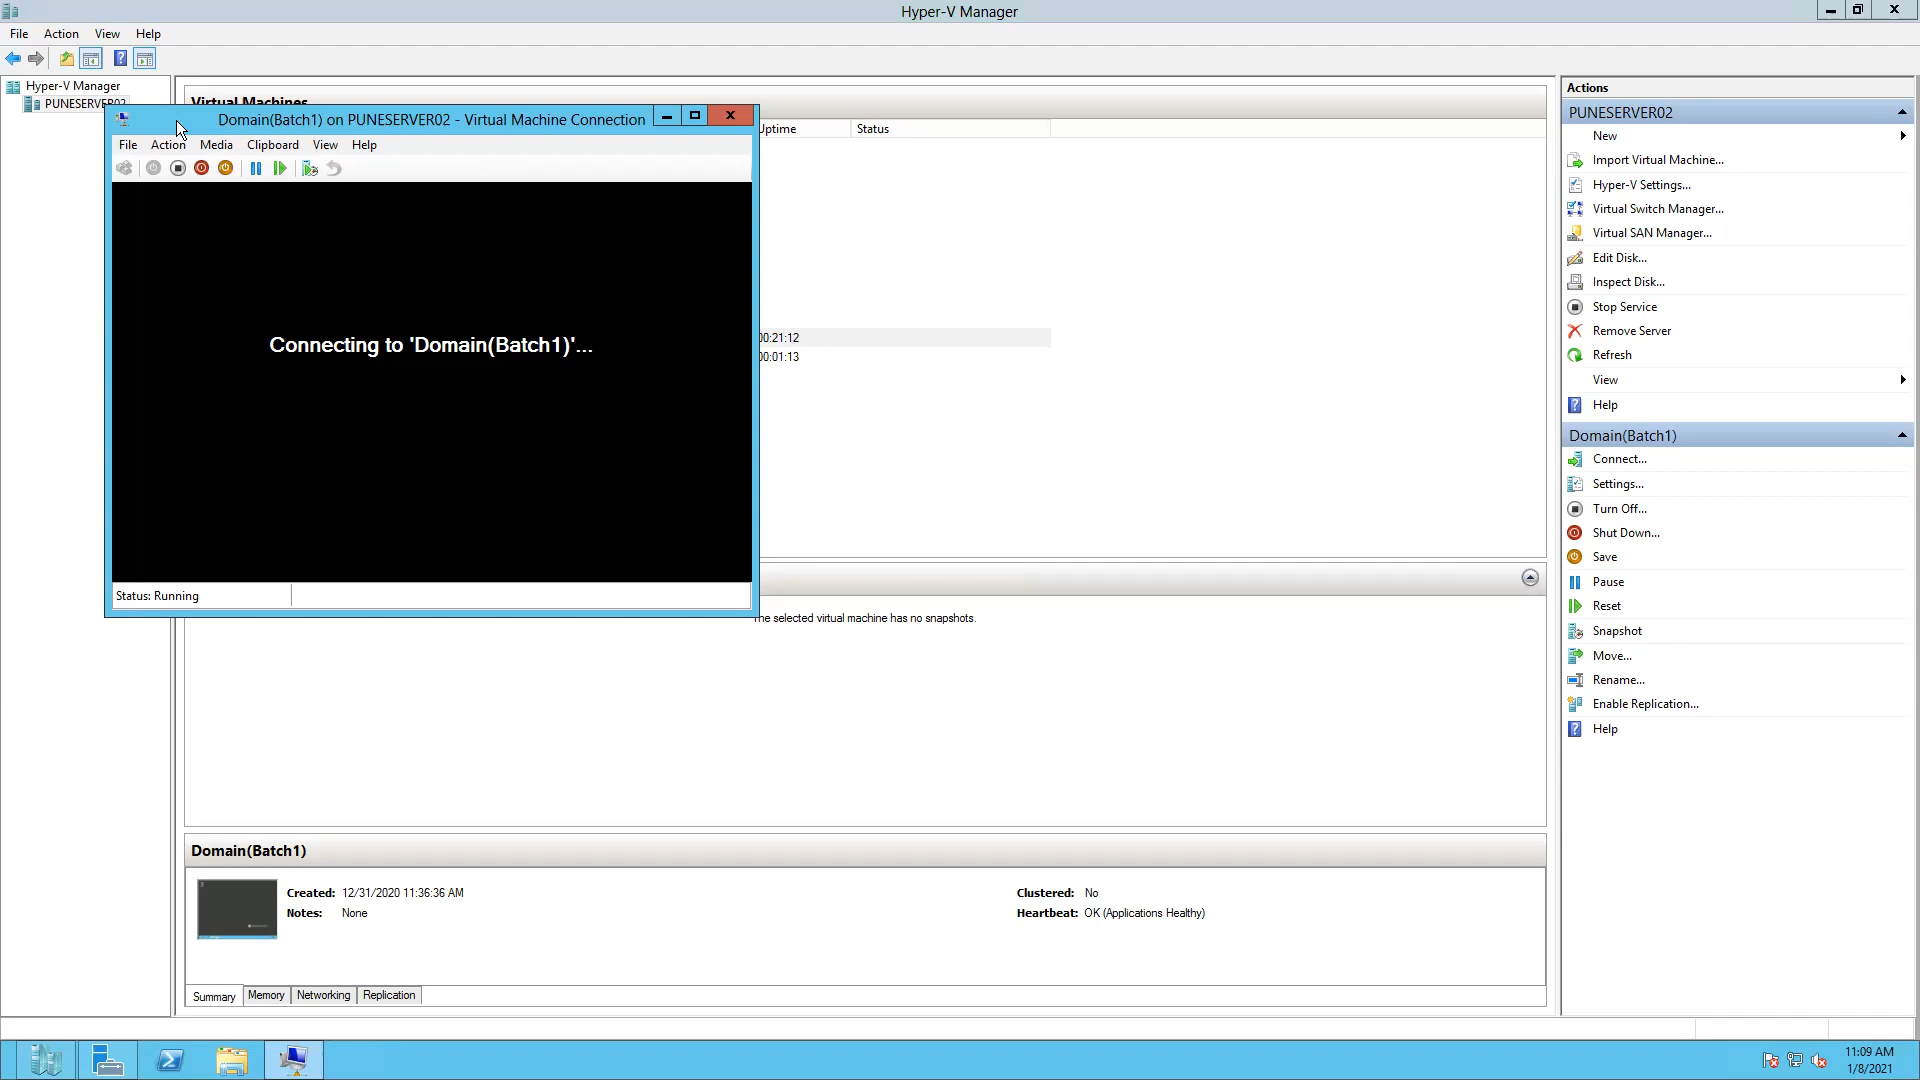 Hyper-V Manager
File Action View Help
Hyper-V Manager
PUNESERVER02
Virtual Machines
Uptime Status
00:21:12
00:01:13
Domain(Batch1) on PUNESERVER02 - Virtual Machine Connection
File Action Media Clipboard View Help
Connecting to 'Domain(Batch1)'...
Status: Running
The selected virtual machine has no snapshots.
Domain(Batch1)
Created: 12/31/2020 11:36:36 AM
Notes: None
Clustered: No
Heartbeat: OK (Applications Healthy)
Summary Memory Networking Replication
Actions
PUNESERVER02
New
Import Virtual Machine...
Hyper-V Settings...
Virtual Switch Manager...
Virtual SAN Manager...
Edit Disk...
Inspect Disk...
Stop Service
Remove Server
Refresh
View
Help
Domain(Batch1)
Connect...
Settings...
Turn Off...
Shut Down...
Save
Pause
Reset
Snapshot
Move...
Rename...
Enable Replication...
Help
11:09 AM
1/8/2021